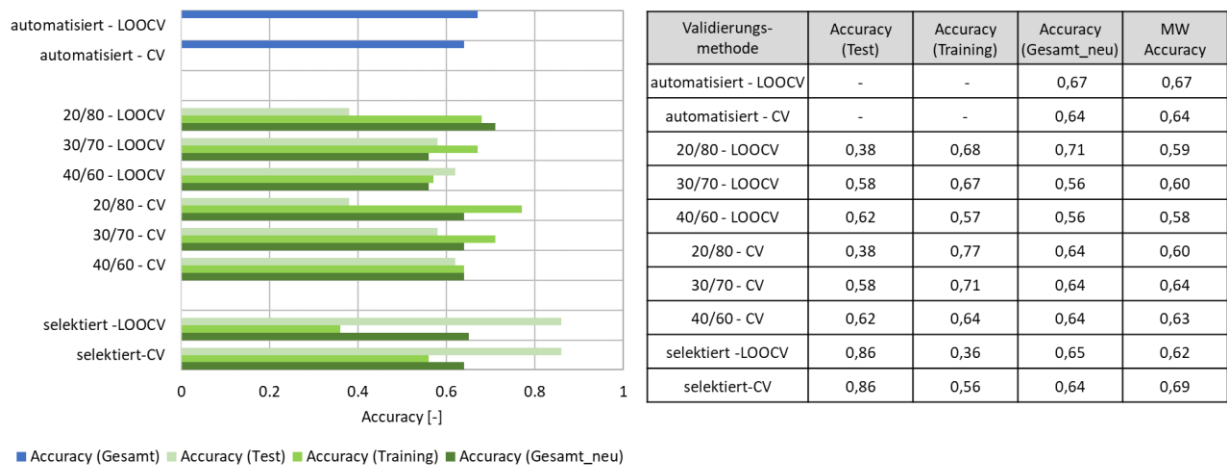 automatisiert - LOOCV
automatisiert - CV
20/80 - LOOCV
30/70 - LOOCV
40/60 - LOOCV
20/80 - CV
30/70 - CV
40/60 - CV
selektiert -LOOCV
selektiert-CV
0 0.2 0.4 0.6 0.8 1
Accuracy [-]
Accuracy (Gesamt) Accuracy (Test) Accuracy (Training) Accuracy (Gesamt_neu)
Validierungs- Accuracy Accuracy Accuracy MW
methode (Test) (Training) (Gesamt_neu) Accuracy
automatisiert - LOOCV - - 0,67 0,67
automatisiert - CV - - 0,64 0,64
20/80 - LOOCV 0,38 0,68 0,71 0,59
30/70 - LOOCV 0,58 0,67 0,56 0,60
40/60 - LOOCV 0,62 0,57 0,56 0,58
20/80 - CV 0,38 0,77 0,64 0,60
30/70 - CV 0,58 0,71 0,64 0,64
40/60 - CV 0,62 0,64 0,64 0,63
selektiert -LOOCV 0,86 0,36 0,65 0,62
selektiert-CV 0,86 0,56 0,64 0,69